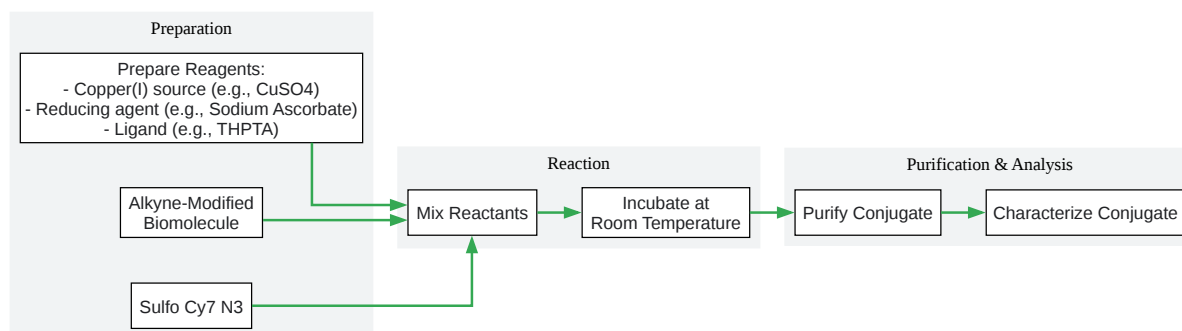 Preparation
Prepare Reagents:
- Copper(I) source (e.g., CuSO4)
- Reducing agent (e.g., Sodium Ascorbate)
- Ligand (e.g., THPTA)
Alkyne-Modified
Biomolecule
Sulfo Cy7 N3
Reaction
Mix Reactants
Incubate at
Room Temperature
Purification & Analysis
Purify Conjugate
Characterize Conjugate